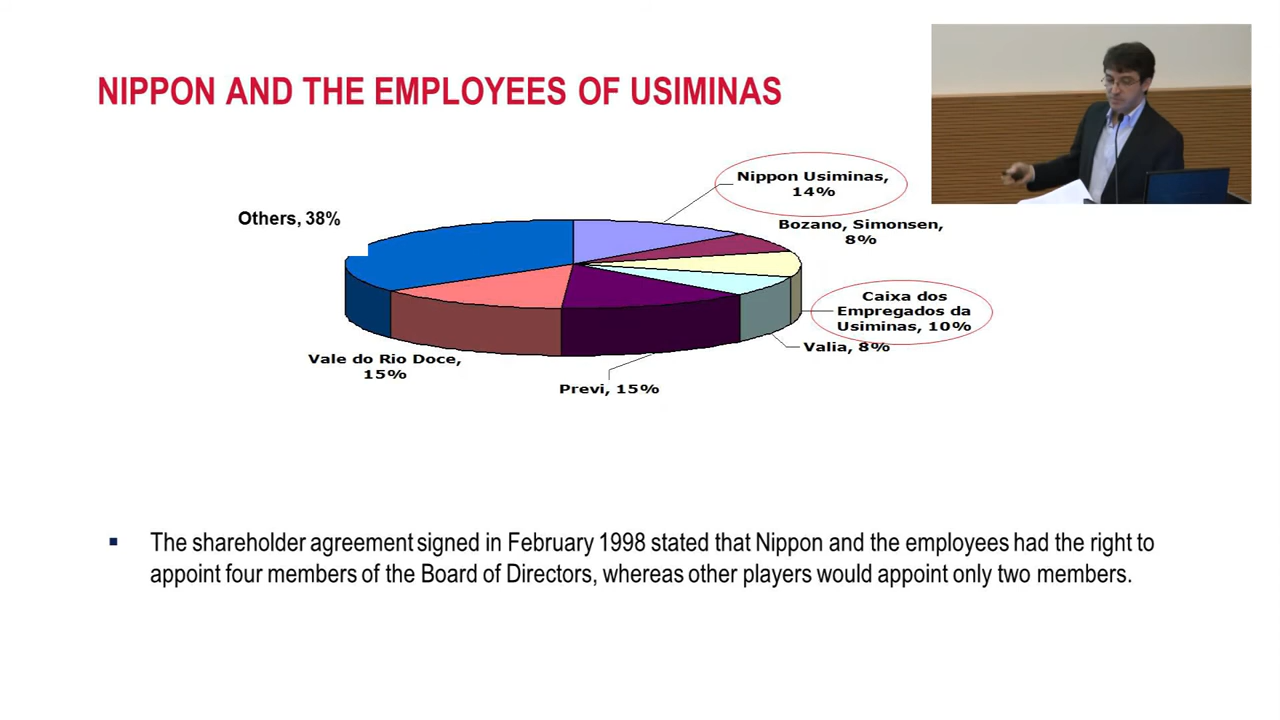 NIPPON AND THE EMPLOYEES OF USIMINAS
Nippon Usiminas,
14%
Others, 38%
Bozano, Simonsen,
8%
Caixa dos
Empregados da
Usiminas, 10%
Valia, 8%
Vale do Rio Doce,
15%
Previ, 15%
▪ The shareholder agreement signed in February 1998 stated that Nippon and the employees had the right to
appoint four members of the Board of Directors, whereas other players would appoint only two members.